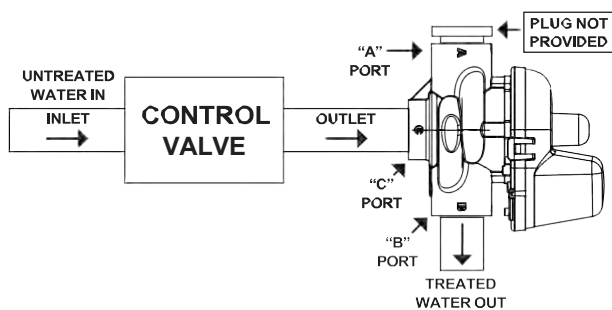 PLUG NOT
PROVIDED
"A"
PORT
UNTREATED
WATER IN
INLET
CONTROL
VALVE
OUTLET
A
C
"C"
PORT
B
"B"
PORT
TREATED
WATER OUT